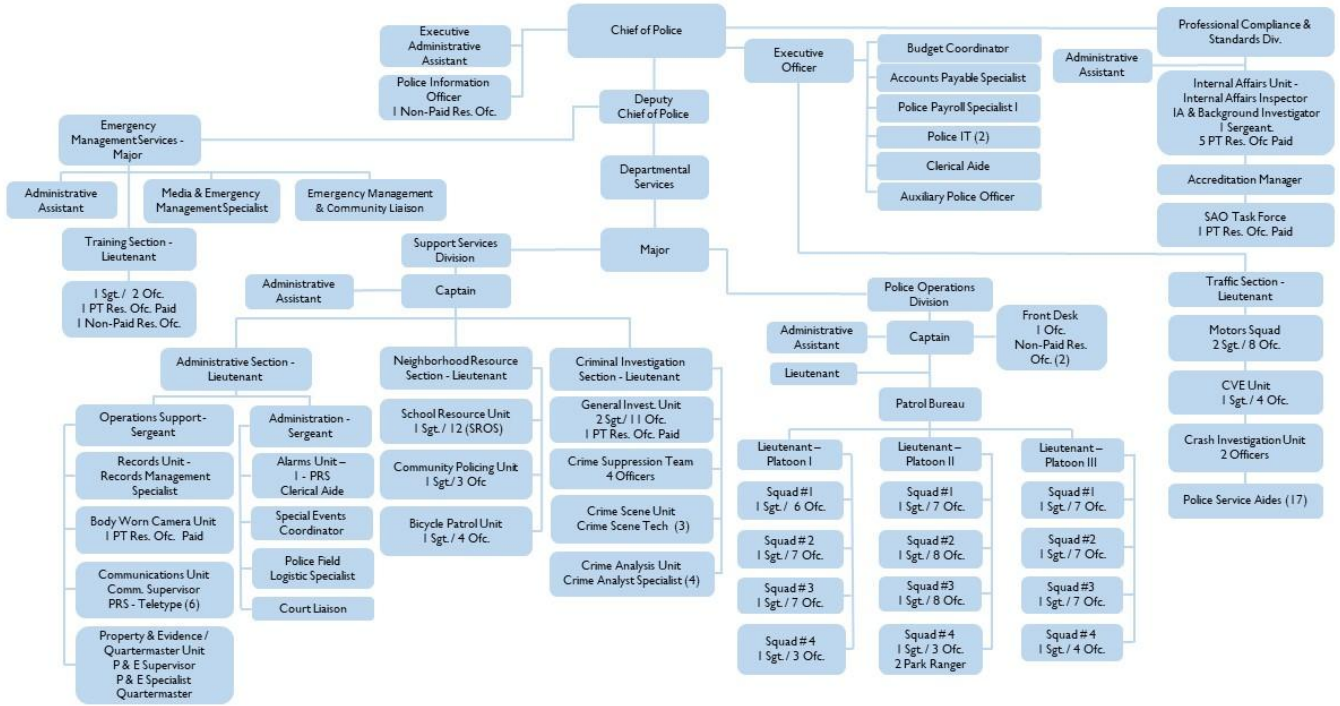 Chief of Police
Executive
Administrative
Assistant
Police Information
Officer
1 Non-Paid Res. Ofc.
Executive
Officer
Budget Coordinator
Accounts Payable Specialist
Police Payroll Specialist I
Police IT (2)
Clerical Aide
Auxiliary Police Officer
Professional Compliance &
Standards Div.
Administrative
Assistant
Internal Affairs Unit -
Internal Affairs Inspector
IA & Background Investigator
1 Sergeant.
5 PT Res. Ofc Paid
Accreditation Manager
SAO Task Force
1 PT Res. Ofc. Paid
Deputy
Chief of Police
Emergency
Management Services -
Major
Administrative
Assistant
Media & Emergency
Management Specialist
Emergency Management
& Community Liaison
Training Section -
Lieutenant
1 Sgt. / 2 Ofc.
1 PT Res. Ofc. Paid
1 Non-Paid Res. Ofc.
Departmental
Services
Major
Support Services
Division
Administrative
Assistant
Captain
Administrative Section -
Lieutenant
Operations Support -
Sergeant
Records Unit -
Records Management
Specialist
Body Worn Camera Unit
1 PT Res. Ofc. Paid
Communications Unit
Comm. Supervisor
PRS - Teletype (6)
Property & Evidence /
Quartermaster Unit
P & E Supervisor
P & E Specialist
Quartermaster
Administration -
Sergeant
Alarms Unit –
1 - PRS
Clerical Aide
Special Events
Coordinator
Police Field
Logistic Specialist
Court Liaison
Neighborhood Resource
Section - Lieutenant
School Resource Unit
1 Sgt. / 12 (SROS)
Community Policing Unit
1 Sgt./ 3 Ofc
Bicycle Patrol Unit
1 Sgt. / 4 Ofc.
Criminal Investigation
Section - Lieutenant
General Invest. Unit
2 Sgt./ 11 Ofc.
1 PT Res. Ofc. Paid
Crime Suppression Team
4 Officers
Crime Scene Unit
Crime Scene Tech (3)
Crime Analysis Unit
Crime Analyst Specialist (4)
Police Operations
Division
Administrative
Assistant
Captain
Front Desk
1 Ofc.
Non-Paid Res.
Ofc. (2)
Lieutenant
Patrol Bureau
Lieutenant –
Platoon I
Squad #1
1 Sgt. / 6 Ofc.
Squad #2
1 Sgt. / 7 Ofc.
Squad #3
1 Sgt. / 7 Ofc.
Squad # 4
1 Sgt. / 3 Ofc.
Lieutenant –
Platoon II
Squad #1
1 Sgt. / 7 Ofc.
Squad #2
1 Sgt. / 8 Ofc.
Squad #3
1 Sgt. / 8 Ofc.
Squad # 4
1 Sgt. / 3 Ofc.
2 Park Ranger
Lieutenant –
Platoon III
Squad #1
1 Sgt. / 7 Ofc.
Squad #2
1 Sgt. / 7 Ofc.
Squad #3
1 Sgt. / 7 Ofc.
Squad #4
1 Sgt. / 4 Ofc.
Traffic Section -
Lieutenant
Motors Squad
2 Sgt. / 8 Ofc.
CVE Unit
1 Sgt. / 4 Ofc.
Crash Investigation Unit
2 Officers
Police Service Aides (17)